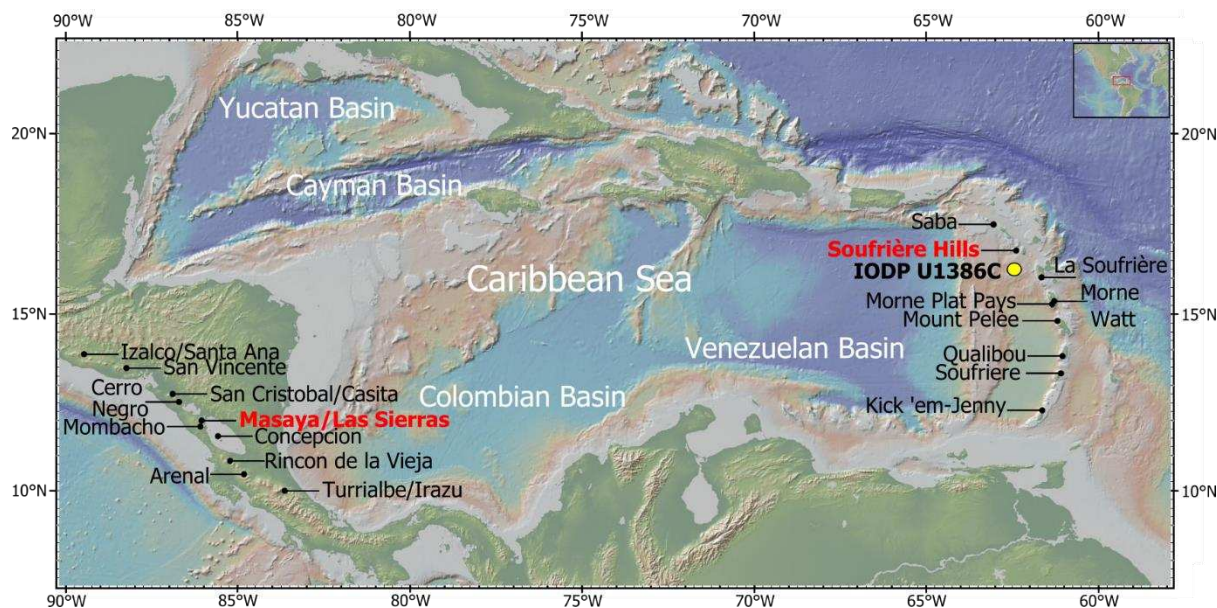 90°W 85°W 80°W 75°W 70°W 65°W 60°W
Yucatan Basin
20°N 20°N
Cayman Basin
Saba
Soufrière Hills
IODP U1386C
La Soufrière
Caribbean Sea
Morne Plat Pays
Morne
Watt
15°N 15°N
Mount Pelée
Venezuelan Basin
Izalco/Santa Ana
San Vincente
Qualibou
Soufriere
Cerro
Negro
San Cristobal/Casita
Colombian Basin
Kick 'em-Jenny
Mombacho
Masaya/Las Sierras
Concepcion
Rincon de la Vieja
Arenal
Turrialbe/Irazu
10°N 10°N
90°W 85°W 80°W 75°W 70°W 65°W 60°W